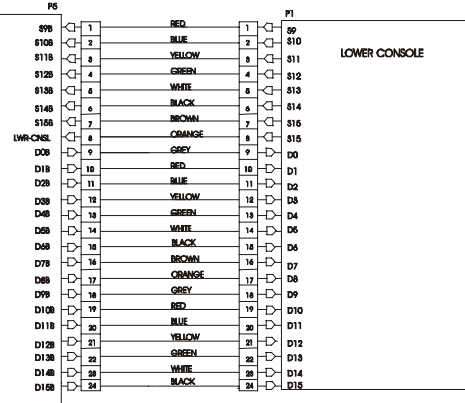 P5 P1
S9B 1 RED 1 S9
S10B 2 BLUE 2 S10
LOWER CONSOLE
S11B 3 YELLOW 3 S11
S12B 4 GREEN 4 S12
S13B 5 WHITE 5 S13
S14B 6 BLACK 6 S14
S15B 7 BROWN 7 S16
LWR-CNSL 8 ORANGE 8 S15
D0B 9 GREY 9 D0
D1B 10 RED 10 D1
D2B 11 BLUE 11 D2
D3B 12 YELLOW 12 D3
D4B 13 GREEN 13 D4
D5B 14 WHITE 14 D5
D6B 15 BLACK 15 D6
D7B 16 BROWN 16 D7
D8B 17 ORANGE 17 D8
D9B 18 GREY 18 D9
D10B 19 RED 19 D10
D11B 20 BLUE 20 D11
D12B 21 YELLOW 21 D12
D13B 22 GREEN 22 D13
D14B 23 WHITE 23 D14
D15B 24 BLACK 24 D15